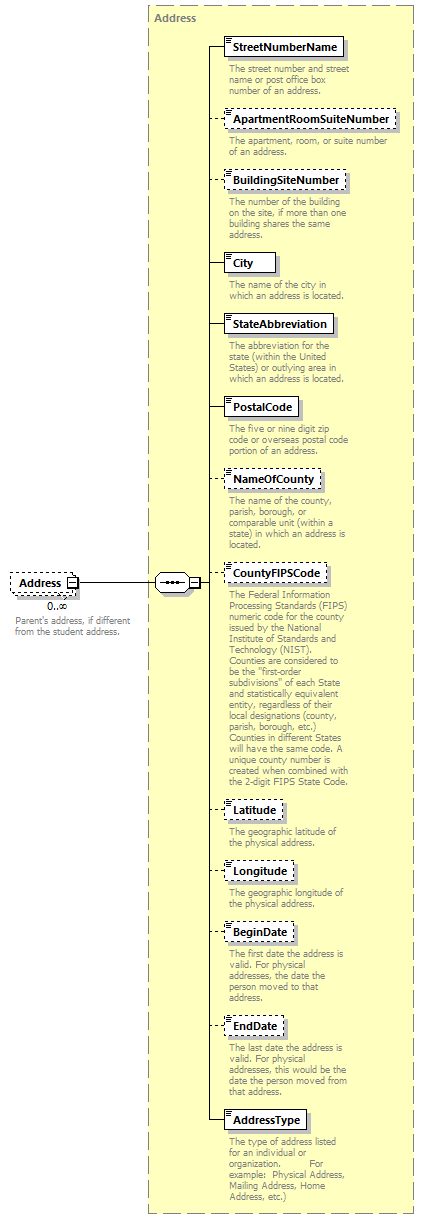 Address
StreetNumberName
The street number and street
name or post office box
number of an address.
ApartmentRoomSuiteNumber
The apartment, room, or suite number
of an address.
BuildingSiteNumber
The number of the building
on the site, if more than one
building shares the same
address.
City
The name of the city in
which an address is located.
StateAbbreviation
The abbreviation for the
state (within the United
States) or outlying area in
which an address is located.
PostalCode
The five or nine digit zip
code or overseas postal code
portion of an address.
NameOfCounty
The name of the county,
parish, borough, or
comparable unit (within a
state) in which an address is
located.
Address
0..∞
Parent's address, if different
from the student address.
CountyFIPSCode
The Federal Information
Processing Standards (FIPS)
numeric code for the county
issued by the National
Institute of Standards and
Technology (NIST).
Counties are considered to
be the "first-order
subdivisions" of each State
and statistically equivalent
entity, regardless of their
local designations (county,
parish, borough, etc.)
Counties in different States
will have the same code. A
unique county number is
created when combined with
the 2-digit FIPS State Code.
Latitude
The geographic latitude of
the physical address.
Longitude
The geographic longitude of
the physical address.
BeginDate
The first date the address is
valid. For physical
addresses, the date the
person moved to that
address.
EndDate
The last date the address is
valid. For physical
addresses, this would be the
date the person moved from
that address.
AddressType
The type of address listed
for an individual or
organization. For
example: Physical Address,
Mailing Address, Home
Address, etc.)